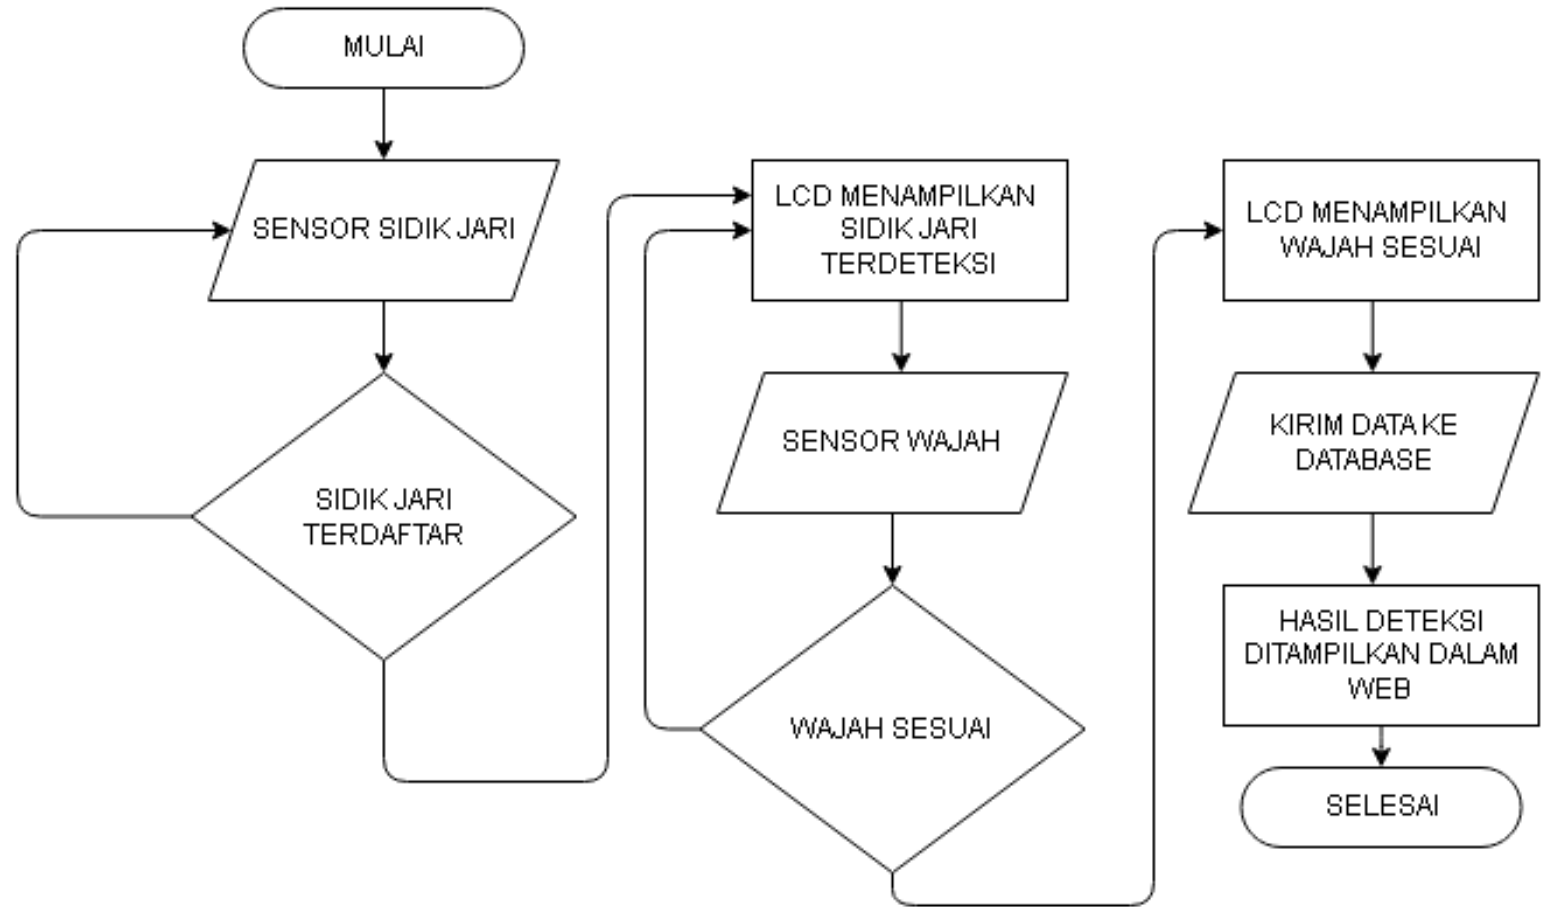 MULAI
SENSOR SIDIK JARI
SIDIK JARI
TERDAFTAR
LCD MENAMPILKAN
SIDIK JARI
TERDETEKSI
SENSOR WAJAH
WAJAH SESUAI
LCD MENAMPILKAN
WAJAH SESUAI
KIRIM DATA KE
DATABASE
HASIL DETEKSI
DITAMPILKAN DALAM
WEB
SELESAI